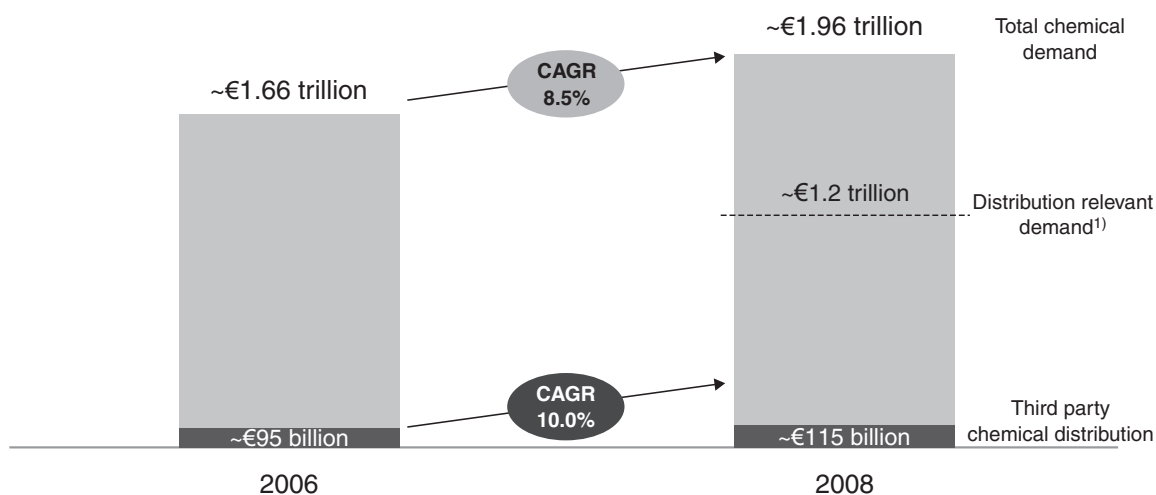 ~€1.96 trillion
Total chemical
demand
CAGR
8.5%
~€1.66 trillion
~€1.2 trillion
Distribution relevant
demand1)
CAGR
10.0%
Third party
chemical distribution
~€95 billion
~€115 billion
2006
2008